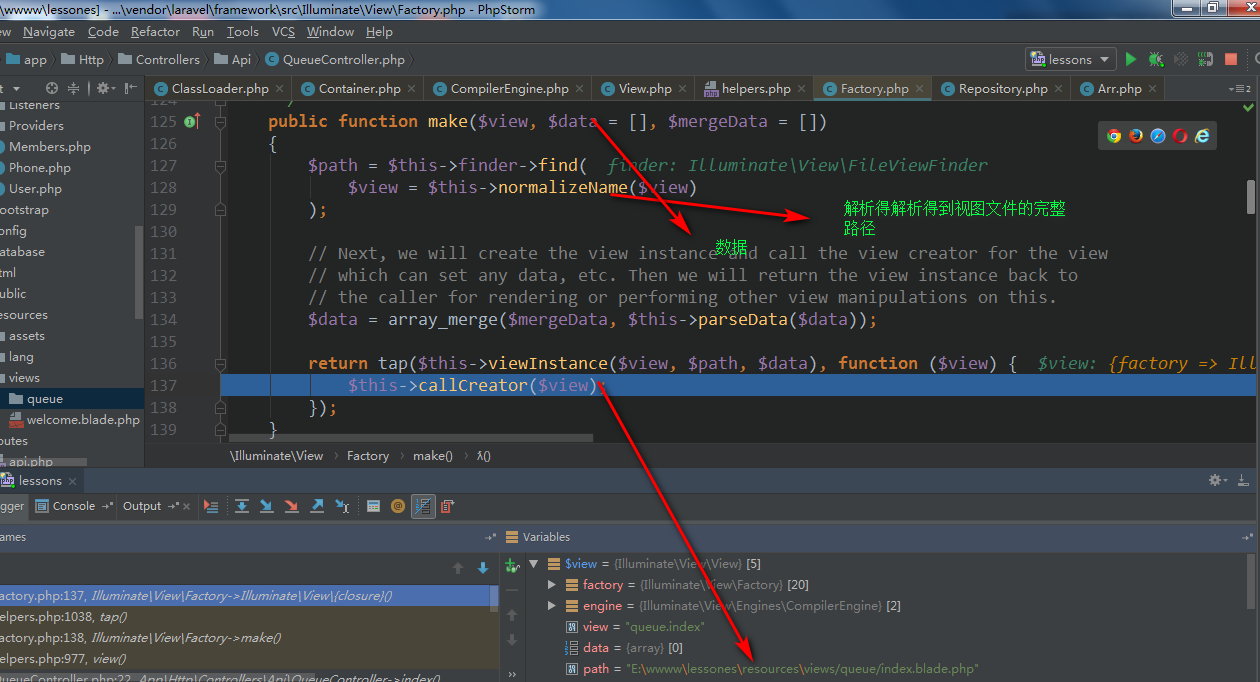 \wwww\lessones] - ...\vendor\laravel\framework\src\Illuminate\View\Factory.php - PhpStorm
ew Navigate Code Refactor Run Tools VCS Window Help
app Http Controllers Api QueueController.php lessones
t ClassLoader.php Container.php CompilerEngine.php View.php helpers.php Factory.php Repository.php Arr.php 2
Listeners
Providers
Members.php
Phone.php
User.php
ootstrap
onfig
atabase
tml
ublic
esources
assets
lang
views
queue
welcome.blade.php
outes
api.php
124 */
125 public function make($view, $data = [], $mergeData = [])
126 {
127 $path = $this->finder->find( finder: Illuminate\View\FileViewFinder
128 $view = $this->normalizeName($view)
129 );
130
131 // Next, we will create the view instance and call the view creator for the view
132 // which can set any data, etc. Then we will return the view instance back to
133 // the caller for rendering or performing other view manipulations on this.
134 $data = array_merge($mergeData, $this->parseData($data));
135
136 return tap($this->viewInstance($view, $path, $data), function ($view) { $view: {factory => Ill
137 $this->callCreator($view);
138 });
139 }
解析得解析得到视图文件的完整
路径
数据
\Illuminate\View Factory make() λ()
lessons
gger Console Output
ames
Variables
actory.php:137, Illuminate\View\Factory->Illuminate\View\{closure}()
elpers.php:1038, tap()
actory.php:138, Illuminate\View\Factory->make()
elpers.php:977, view()
QueueController.php:22, App\Http\Controllers\Api\QueueController->index()
$view = {Illuminate\View\View} [5]
factory = {Illuminate\View\Factory} [20]
engine = {Illuminate\View\Engines\CompilerEngine} [2]
view = "queue.index"
data = {array} [0]
path = "E:\wwww\lessones\resources\views/queue/index.blade.php"